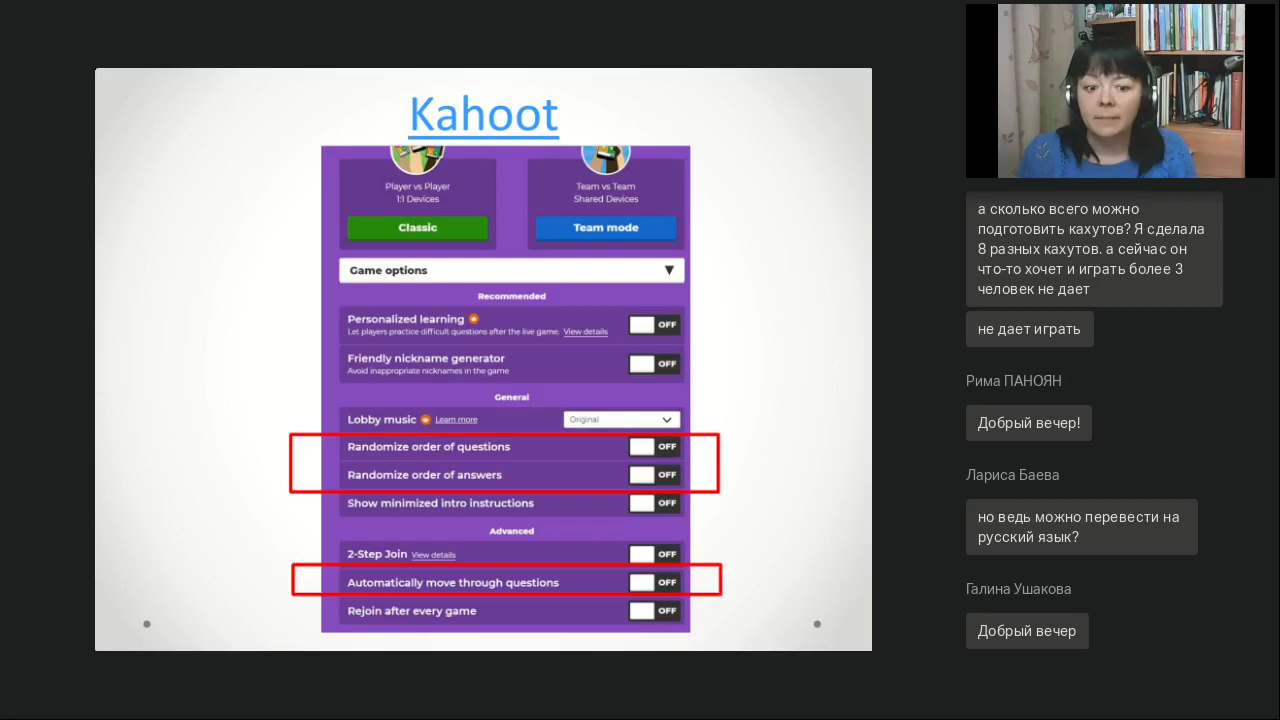 Kahoot
Player vs Player
1:1 Devices
Classic
Team vs Team
Shared Devices
Team mode
Game options
Recommended
Personalized learning
Let players practice difficult questions after the live game. View details
OFF
Friendly nickname generator
Avoid inappropriate nicknames in the game
OFF
General
Lobby music Learn more
Original
Randomize order of questions
OFF
Randomize order of answers
OFF
Show minimized intro instructions
OFF
Advanced
2-Step Join View details
OFF
Automatically move through questions
OFF
Rejoin after every game
OFF
а сколько всего можно
подготовить кахутов? Я сделала
8 разных кахутов. а сейчас он
что-то хочет и играть более 3
человек не дает
не дает играть
Рима ПАНОЯН
Добрый вечер!
Лариса Баева
но ведь можно перевести на
русский язык?
Галина Ушакова
Добрый вечер